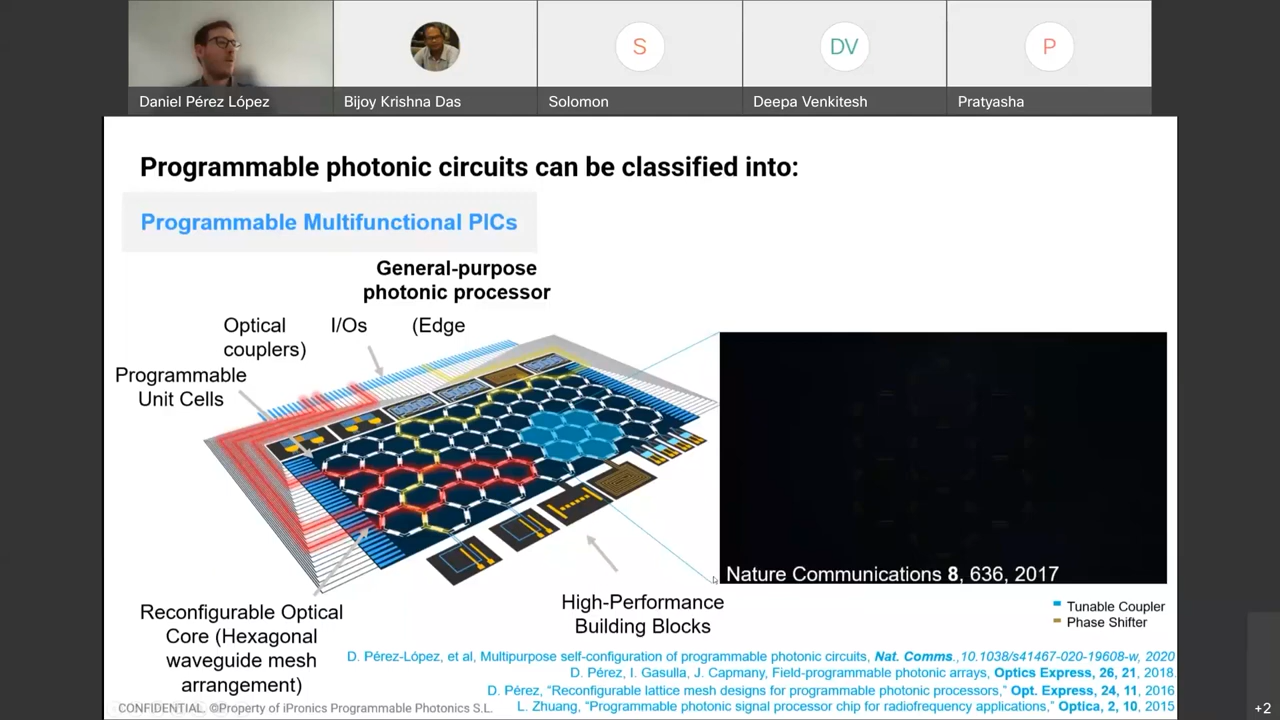 S
DV
P
Daniel Pérez López
Bijoy Krishna Das
Solomon
Deepa Venkitesh
Pratyasha
Programmable photonic circuits can be classified into:
Programmable Multifunctional PICs
General-purpose
photonic processor
Optical I/Os (Edge
couplers)
Programmable
Unit Cells
Nature Communications 8, 636, 2017
High-Performance
Building Blocks
Tunable Coupler
Phase Shifter
Reconfigurable Optical
Core (Hexagonal
waveguide mesh
arrangement)
D. Pérez-López, et al, Multipurpose self-configuration of programmable photonic circuits, Nat. Comms.,10.1038/s41467-020-19608-w, 2020
D. Pérez, I. Gasulla, J. Capmany, Field-programmable photonic arrays, Optics Express, 26, 21, 2018.
D. Pérez, “Reconfigurable lattice mesh designs for programmable photonic processors,” Opt. Express, 24, 11, 2016
L. Zhuang, “Programmable photonic signal processor chip for radiofrequency applications,” Optica, 2, 10, 2015
CONFIDENTIAL ©Property of iPronics Programmable Photonics S.L.
+2